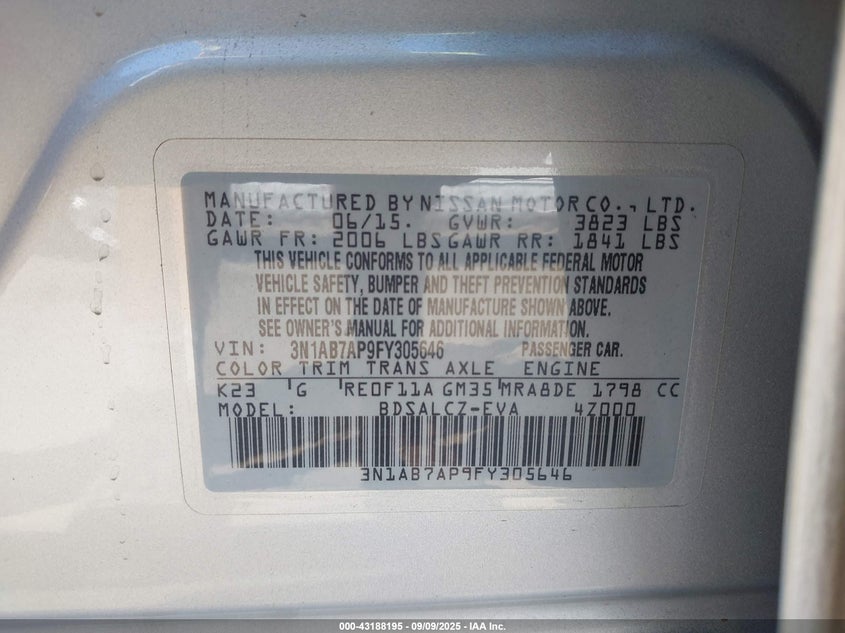 MANUFACTURED BY NISSAN MOTOR CO., LTD.
DATE: 06/15. GVWR: 3823 LBS
GAWR FR: 2006 LBS GAWR RR: 1841 LBS
THIS VEHICLE CONFORMS TO ALL APPLICABLE FEDERAL MOTOR
VEHICLE SAFETY, BUMPER AND THEFT PREVENTION STANDARDS
IN EFFECT ON THE DATE OF MANUFACTURE SHOWN ABOVE.
SEE OWNER'S MANUAL FOR ADDITIONAL INFORMATION.
VIN: 3N1AB7AP9FY305646 PASSENGER CAR.
COLOR TRIM TRANS AXLE ENGINE
K23 G RE0F11A GM35 MRA8DE 1798 CC
MODEL: BDSALCZ-EVA 4Z000
3N1AB7AP9FY305646
000-43188195 - 09/09/2025 - IAA Inc.